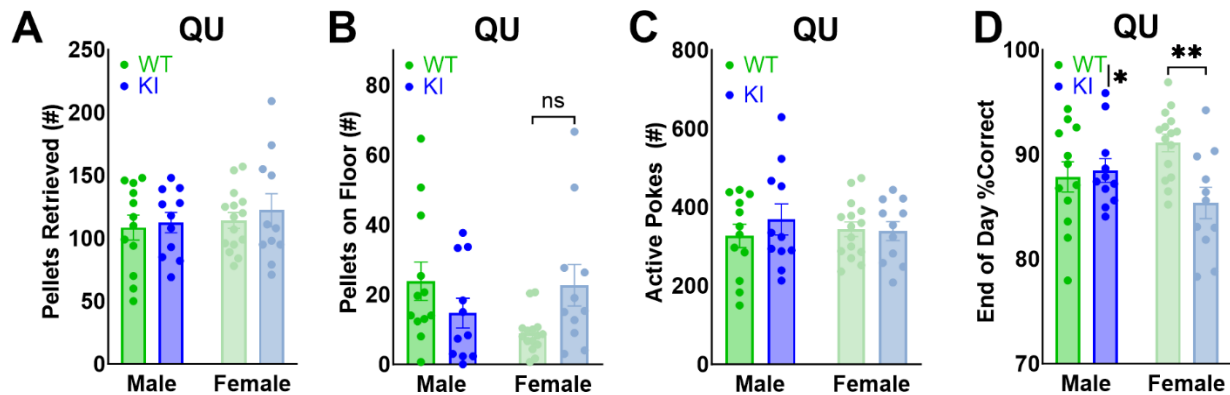 A
QU
Pellets Retrieved (#)
250
200
150
100
50
0
WT
KI
Male
Female
B
QU
Pellets on Floor (#)
80
60
40
20
0
WT
KI
ns
Male
Female
C
QU
Active Pokes (#)
800
600
400
200
0
WT
KI
Male
Female
D
QU
End of Day %Correct
100
90
80
70
WT
KI
*
**
Male
Female